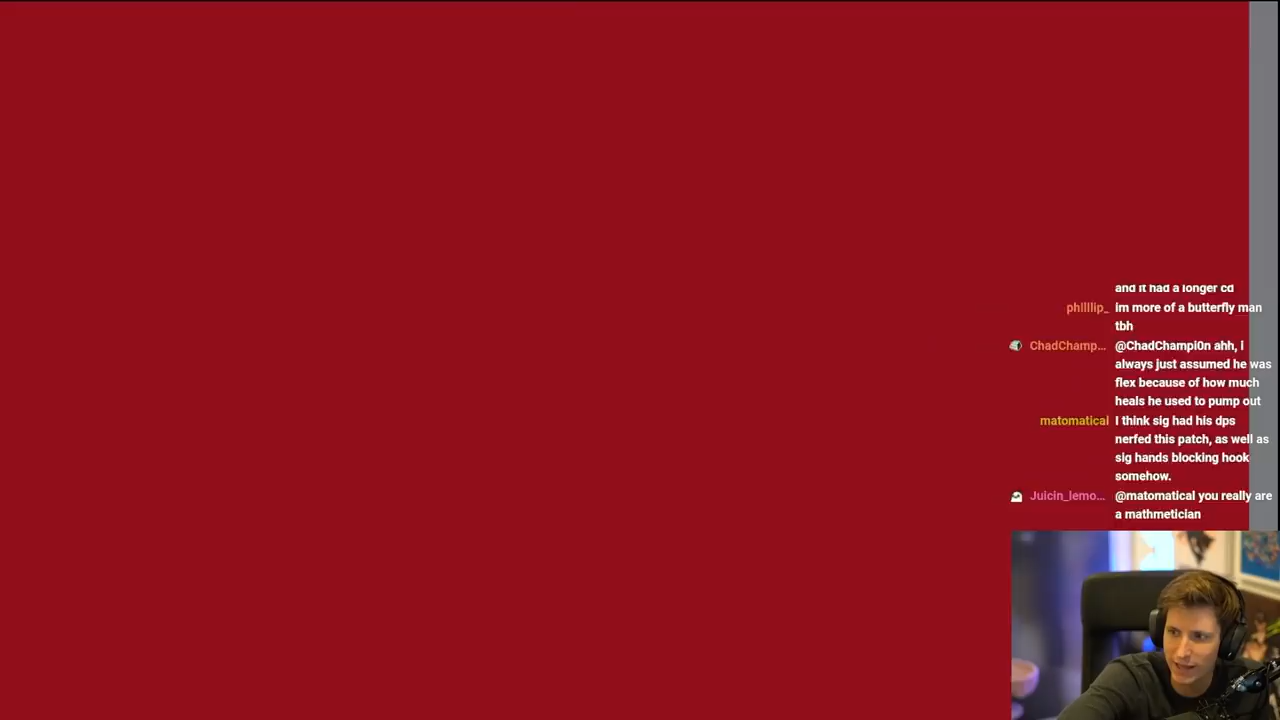 and it had a longer cd
phillip_ im more of a butterfly man
tbh
ChadChamp... @ChadChampi0n ahh, I
always just assumed he was
flex because of how much
heals he used to pump out
matomatical I think sig had his dps
nerfed this patch, as well as
sig hands blocking hook
somehow.
Juicin_lemo... @matomatical you really are
a mathmetician